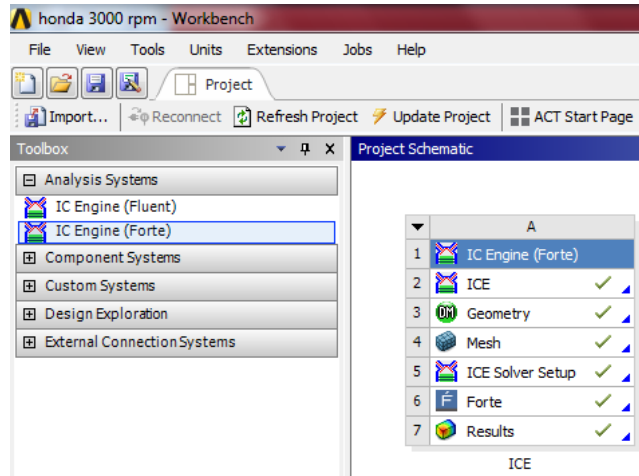 honda 3000 rpm - Workbench
File View Tools Units Extensions Jobs Help
Project
Import... Reconnect Refresh Project Update Project ACT Start Page
Toolbox
Project Schematic
Analysis Systems
IC Engine (Fluent)
IC Engine (Forte)
Component Systems
Custom Systems
Design Exploration
External Connection Systems
A
1 IC Engine (Forte)
2 ICE
3 DM Geometry
4 Mesh
5 ICE Solver Setup
6 F Forte
7 Results
ICE